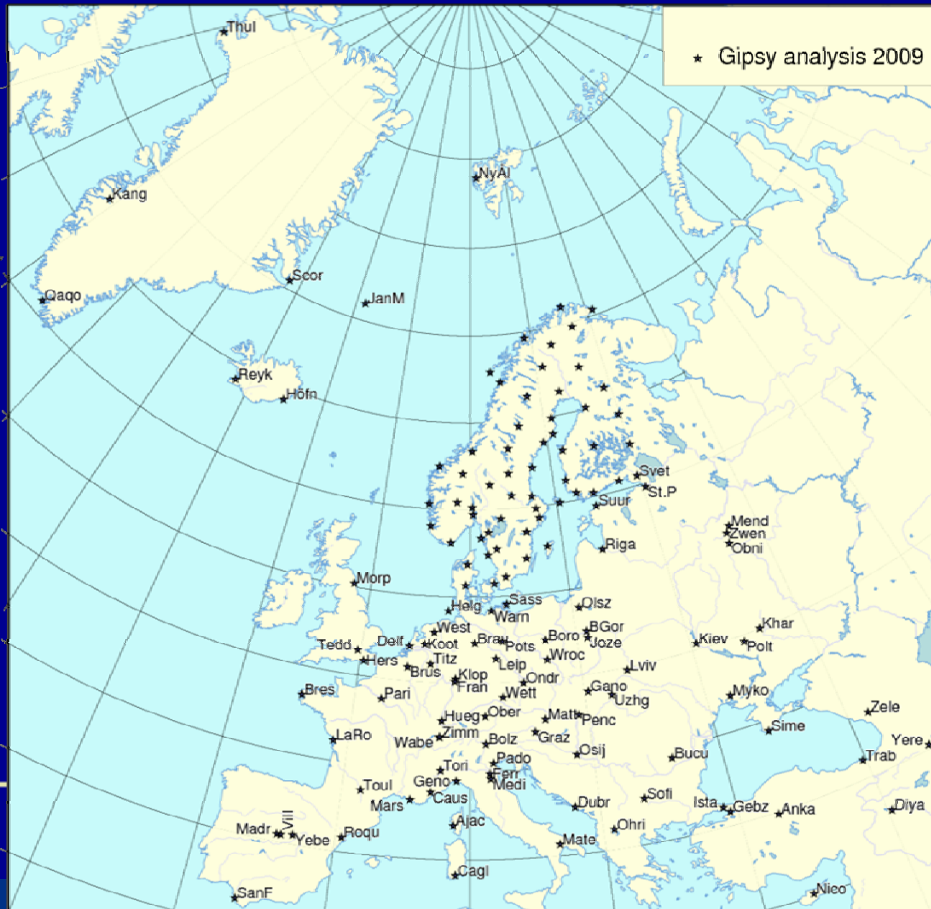 Thul
Gipsy analysis 2009
NyAl
Kang
Scor
Qaqo
JanM
Reyk
Höfn
Svet
St.P
Suur
Mend
Zwen
Obni
Riga
Morp
Helg
Sass
Warn
Olsz
West
Delf
Koot
Bra
Pots
Boro
BGor
Joze
Khar
Kiev
Polt
Tedd
Hers
Brus
Titz
Leip
Wroc
Lviv
Klop
Fran
Ondr
Wett
Gano
Uzhg
Bres
Pari
Myko
Zele
Hueg
Ober
Matt
Penc
Sime
LaRo
Wabe
Zimm
Bolz
Graz
Osij
Bucu
Yere
Trab
Pado
Tori
Ferr
Medi
Geno
Toul
Mars
Caus
Dubr
Sofi
Ista
Gebz
Anka
Diya
Madr
Vill
Yebe
Roqu
Ajac
Ohri
Mate
Cagl
SanF
Nico